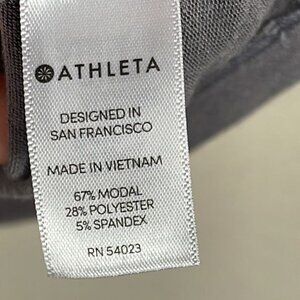 ATHLETA
DESIGNED IN
SAN FRANCISCO
MADE IN VIETNAM
67% MODAL
28% POLYESTER
5% SPANDEX
RN 54023